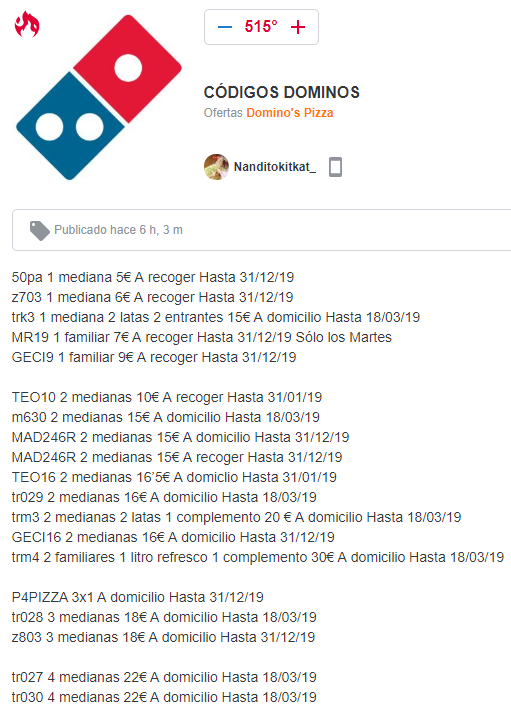 515°
CÓDIGOS DOMINOS
Ofertas Domino's Pizza
Nanditokitkat_
Publicado hace 6 h, 3 m
50pa 1 mediana 5€ A recoger Hasta 31/12/19
z703 1 mediana 6€ A recoger Hasta 31/12/19
trk3 1 mediana 2 latas 2 entrantes 15€ A domicilio Hasta 18/03/19
MR19 1 familiar 7€ A recoger Hasta 31/12/19 Sólo los Martes
GECI9 1 familiar 9€ A recoger Hasta 31/12/19
TEO10 2 medianas 10€ A recoger Hasta 31/01/19
m630 2 medianas 15€ A domicilio Hasta 18/03/19
MAD246R 2 medianas 15€ A domicilio Hasta 31/12/19
MAD246R 2 medianas 15€ A recoger Hasta 31/12/19
TEO16 2 medianas 16'5€ A domiclio Hasta 31/01/19
tr029 2 medianas 16€ A domicilio Hasta 18/03/19
trm3 2 medianas 2 latas 1 complemento 20 € A domicilio Hasta 18/03/19
GECI16 2 medianas 16€ A domicilio Hasta 31/12/19
trm4 2 familiares 1 litro refresco 1 complemento 30€ A domicilio Hasta 18/03/19
P4PIZZA 3x1 A domicilio Hasta 31/12/19
tr028 3 medianas 18€ A domicilio Hasta 18/03/19
z803 3 medianas 18€ A domicilio Hasta 31/12/19
tr027 4 medianas 22€ A domicilio Hasta 18/03/19
tr030 4 medianas 22€ A domicilio Hasta 18/03/19